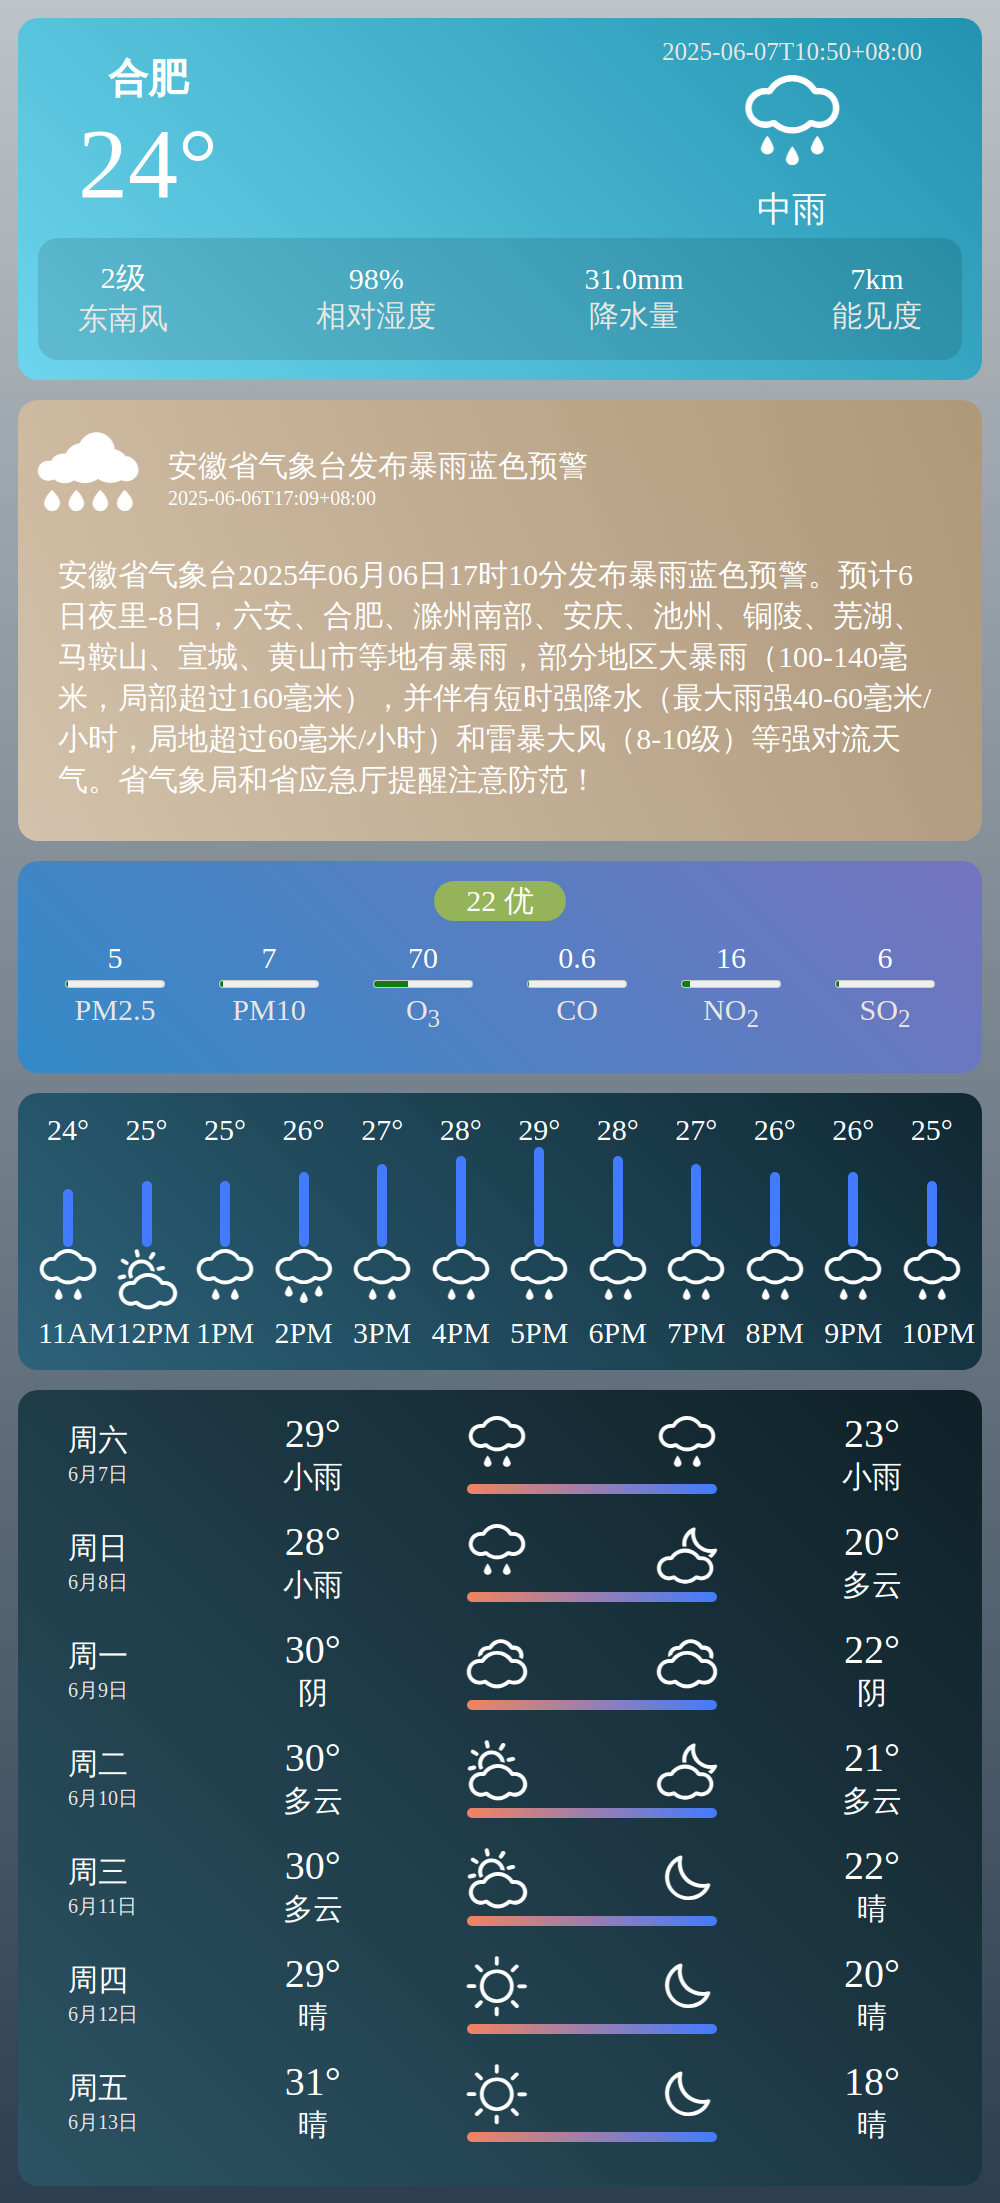 合肥
24°
2025-06-07T10:50+08:00
中雨
2级 98% 31.0mm 7km
东南风 相对湿度 降水量 能见度
安徽省气象台发布暴雨蓝色预警
2025-06-06T17:09+08:00
安徽省气象台2025年06月06日17时10分发布暴雨蓝色预警。预计6
日夜里-8日，六安、合肥、滁州南部、安庆、池州、铜陵、芜湖、
马鞍山、宣城、黄山市等地有暴雨，部分地区大暴雨（100-140毫
米，局部超过160毫米），并伴有短时强降水（最大雨强40-60毫米/
小时，局地超过60毫米/小时）和雷暴大风（8-10级）等强对流天
气。省气象局和省应急厅提醒注意防范！
22 优
5 7 70 0.6 16 6
PM2.5 PM10 O3 CO NO2 SO2
24° 25° 25° 26° 27° 28° 29° 28° 27° 26° 26° 25°
11AM 12PM 1PM 2PM 3PM 4PM 5PM 6PM 7PM 8PM 9PM 10PM
周六 29° 23°
6月7日 小雨 小雨
周日 28° 20°
6月8日 小雨 多云
周一 30° 22°
6月9日 阴 阴
周二 30° 21°
6月10日 多云 多云
周三 30° 22°
6月11日 多云 晴
周四 29° 20°
6月12日 晴 晴
周五 31° 18°
6月13日 晴 晴